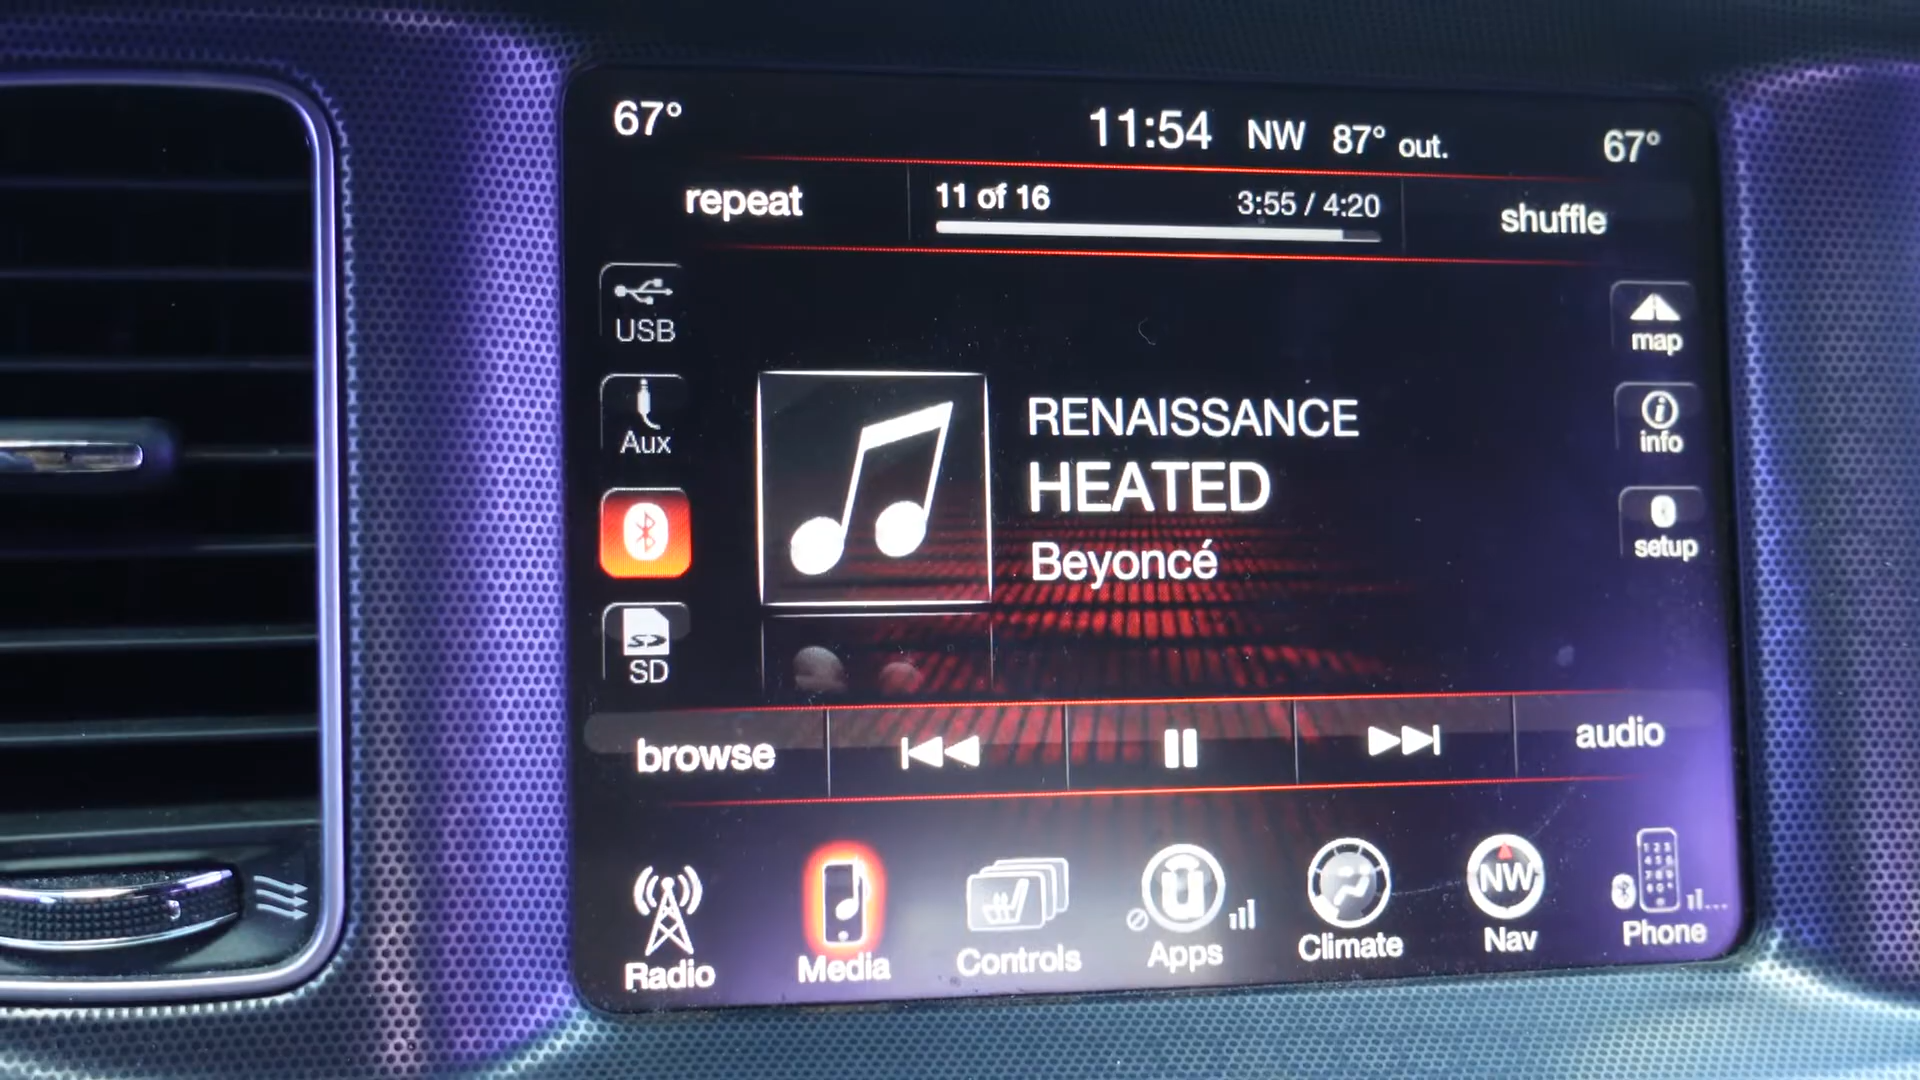 67°
11:54 NW 87° out.
67°
repeat
11 of 16
3:55 / 4:20
shuffle
USB
Aux
SD
RENAISSANCE
HEATED
Beyoncé
map
info
setup
browse
audio
Radio
Media
Controls
Apps
Climate
NW
Nav
Phone